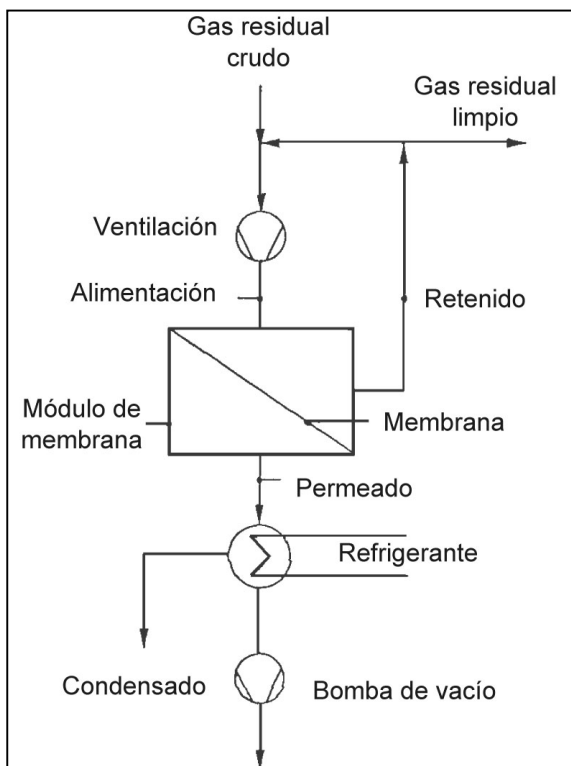 Gas residual
crudo
Gas residual
limpio
Ventilación
Alimentación
Retenido
Módulo de
membrana
Membrana
Permeado
Refrigerante
Condensado
Bomba de vacío